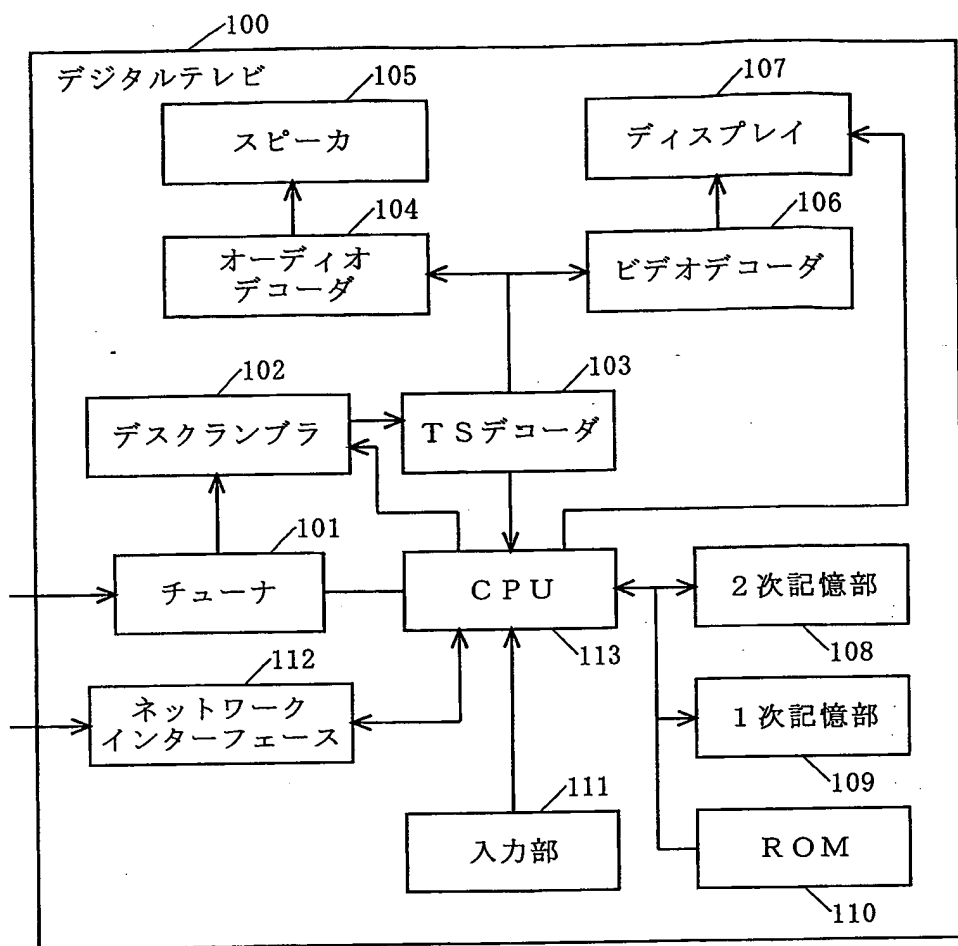 100
デジタルテレビ
105
スピーカ
107
ディスプレイ
104
オーディオ
デコーダ
106
ビデオデコーダ
102
デスクランブラ
103
TSデコーダ
101
チューナ
CPU
113
2次記憶部
108
112
ネットワーク
インターフェース
1次記憶部
109
111
入力部
ROM
110